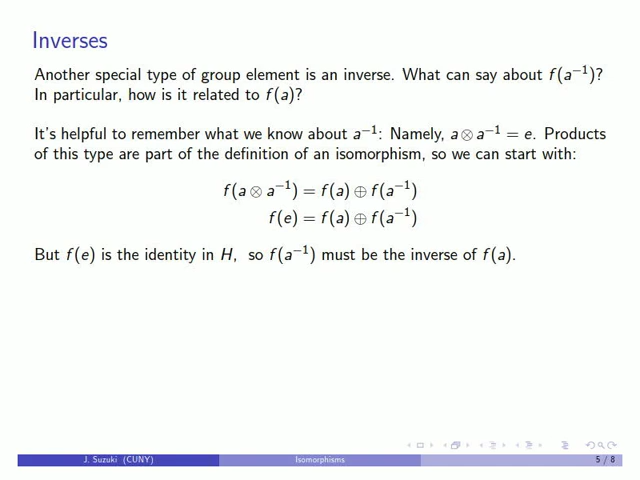 Inverses
Another special type of group element is an inverse. What can say about f(a⁻¹)?
In particular, how is it related to f(a)?
It's helpful to remember what we know about a⁻¹: Namely, a ⊗ a⁻¹ = e. Products
of this type are part of the definition of an isomorphism, so we can start with:
f(a ⊗ a⁻¹) = f(a) ⊕ f(a⁻¹)
f(e) = f(a) ⊕ f(a⁻¹)
But f(e) is the identity in H, so f(a⁻¹) must be the inverse of f(a).
J. Suzuki (CUNY) Isomorphisms 5 / 8